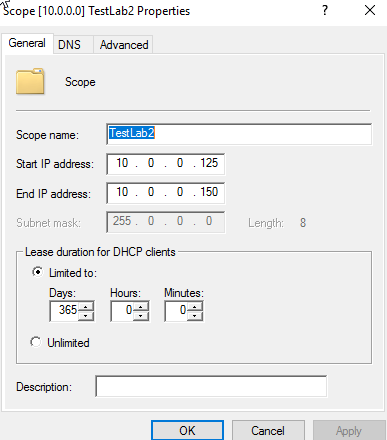 Scope [10.0.0.0] TestLab2 Properties
? ×
General DNS Advanced
Scope
Scope name: TestLab2
Start IP address: 10 . 0 . 0 . 125
End IP address: 10 . 0 . 0 . 150
Subnet mask: 255 . 0 . 0 . 0 Length: 8
Lease duration for DHCP clients
Limited to:
Days: Hours: Minutes:
365 0 0
Unlimited
Description:
OK Cancel Apply